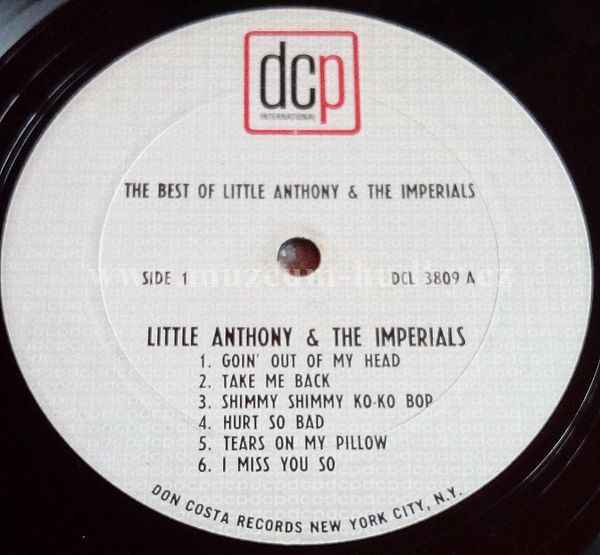 dcp
INTERNATIONAL
THE BEST OF LITTLE ANTHONY & THE IMPERIALS
SIDE 1
DCL 3809 A
www.muzeum-hudby.cz
LITTLE ANTHONY & THE IMPERIALS
1. GOIN' OUT OF MY HEAD
2. TAKE ME BACK
3. SHIMMY SHIMMY KO-KO BOP
4. HURT SO BAD
5. TEARS ON MY PILLOW
6. I MISS YOU SO
DON COSTA RECORDS NEW YORK CITY, N.Y.